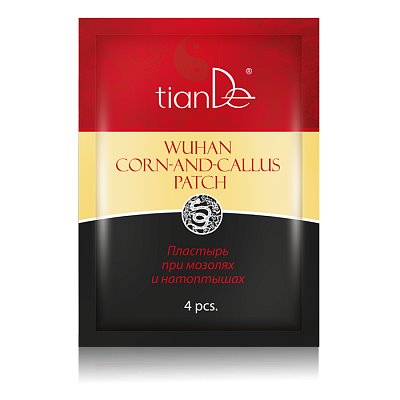 tianDe®
WUHAN
CORN-AND-CALLUS
PATCH
Пластырь
при мозолях
и натоптышах
4 pcs.